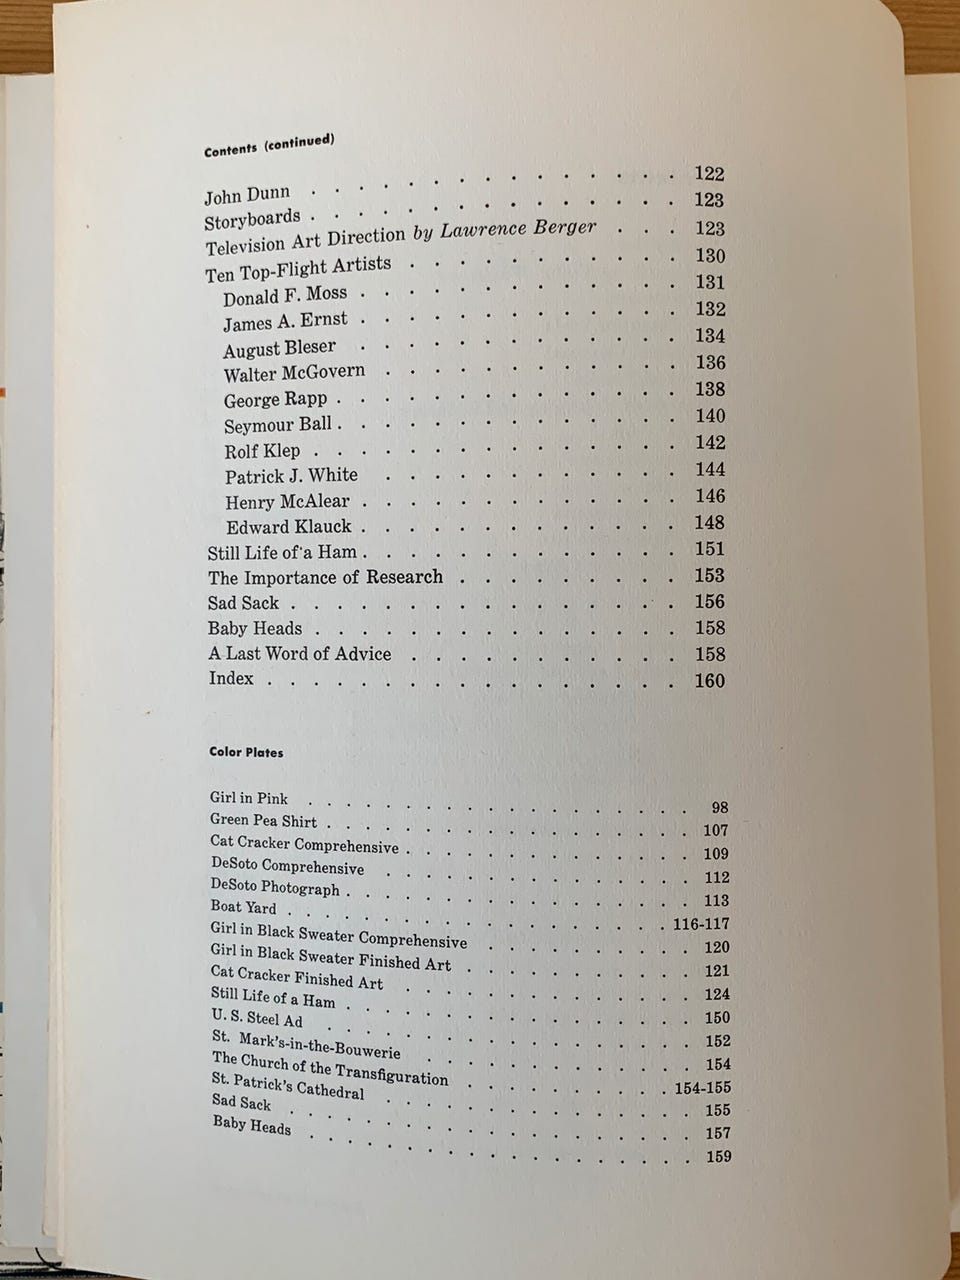 Contents (continued)
John Dunn . . . . . . . . . . . . . . . 122
Storyboards . . . . . . . . . . . . . . . 123
Television Art Direction by Lawrence Berger . . . 123
Ten Top-Flight Artists . . . . . . . . . . . 130
Donald F. Moss . . . . . . . . . . . . . 131
James A. Ernst . . . . . . . . . . . . . 132
August Bleser . . . . . . . . . . . . . 134
Walter McGovern . . . . . . . . . . . . 136
George Rapp . . . . . . . . . . . . . . 138
Seymour Ball . . . . . . . . . . . . . . 140
Rolf Klep . . . . . . . . . . . . . . . 142
Patrick J. White . . . . . . . . . . . . 144
Henry McAlear . . . . . . . . . . . . . 146
Edward Klauck . . . . . . . . . . . . . 148
Still Life of a Ham . . . . . . . . . . . . . 151
The Importance of Research . . . . . . . . . 153
Sad Sack . . . . . . . . . . . . . . . . 156
Baby Heads . . . . . . . . . . . . . . . 158
A Last Word of Advice . . . . . . . . . . . 158
Index . . . . . . . . . . . . . . . . . 160
Color Plates
Girl in Pink . . . . . . . . . . . . . . . . 98
Green Pea Shirt . . . . . . . . . . . . . . . 107
Cat Cracker Comprehensive . . . . . . . . . . . . 109
DeSoto Comprehensive . . . . . . . . . . . . . 112
DeSoto Photograph . . . . . . . . . . . . . . 113
Boat Yard . . . . . . . . . . . . . . . . 116-117
Girl in Black Sweater Comprehensive . . . . . . . . . 120
Girl in Black Sweater Finished Art . . . . . . . . . . 121
Cat Cracker Finished Art . . . . . . . . . . . . 124
Still Life of a Ham . . . . . . . . . . . . . . 150
U. S. Steel Ad . . . . . . . . . . . . . . . 152
St. Mark's-in-the-Bouwerie . . . . . . . . . . . 154
The Church of the Transfiguration . . . . . . . . . 154-155
St. Patrick's Cathedral . . . . . . . . . . . . . 155
Sad Sack . . . . . . . . . . . . . . . . . 157
Baby Heads . . . . . . . . . . . . . . . . 159